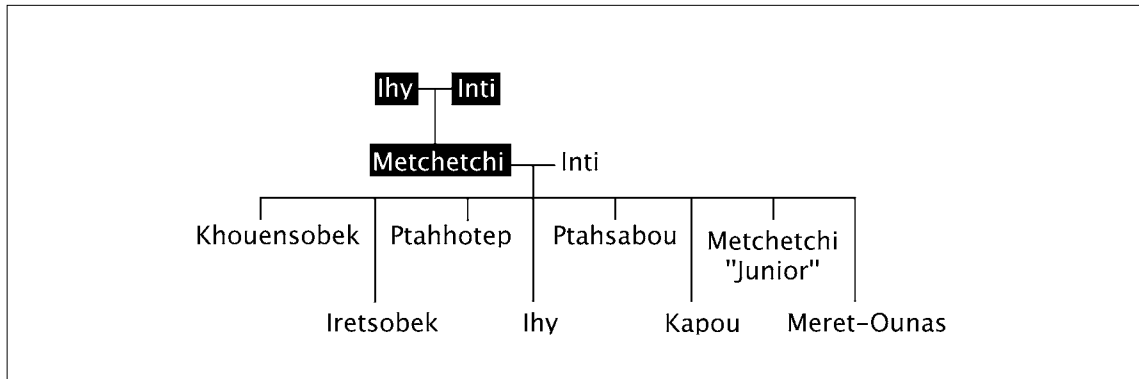 Ihy Inti
Metchetchi Inti
Khouensobek Ptahhotep Ptahsabou Metchetchi
"Junior"
Iretsobek Ihy Kapou Meret-Ounas